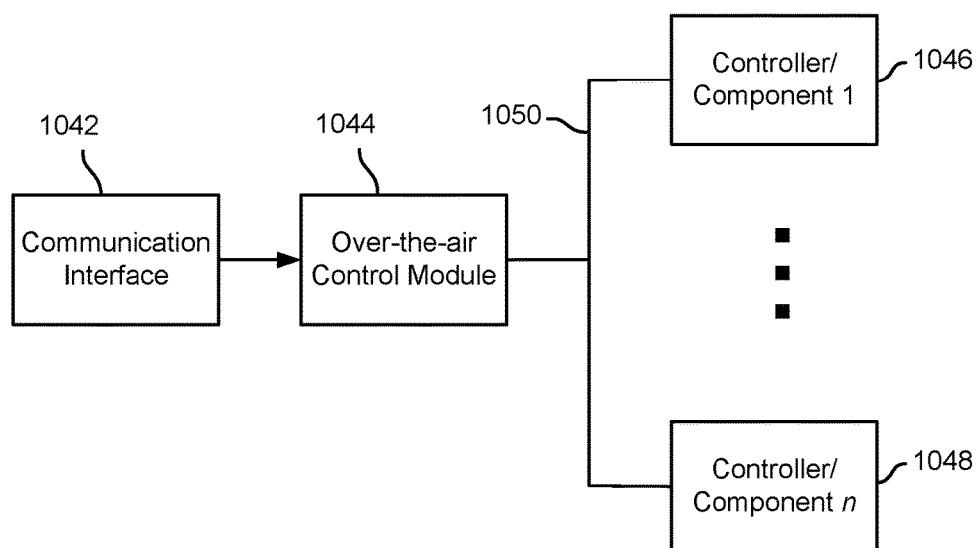 1042
Communication
Interface
1044
Over-the-air
Control Module
1050
Controller/
Component 1
1046
Controller/
Component n
1048